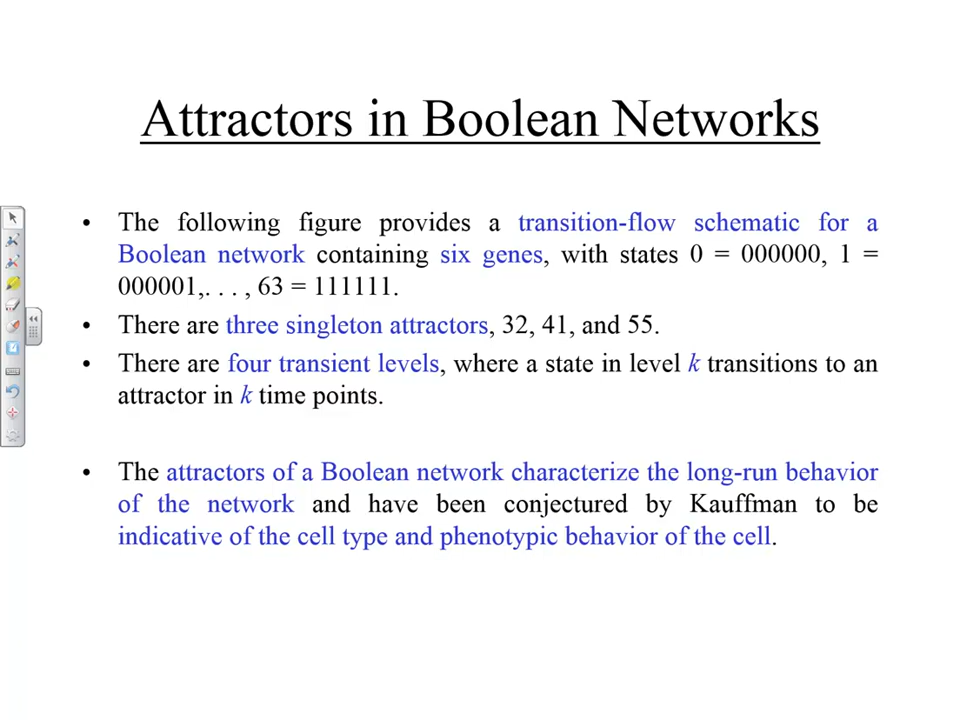 Attractors in Boolean Networks
• The following figure provides a transition-flow schematic for a
Boolean network containing six genes, with states 0 = 000000, 1 =
000001,. . . , 63 = 111111.
• There are three singleton attractors, 32, 41, and 55.
• There are four transient levels, where a state in level k transitions to an
attractor in k time points.
• The attractors of a Boolean network characterize the long-run behavior
of the network and have been conjectured by Kauffman to be
indicative of the cell type and phenotypic behavior of the cell.